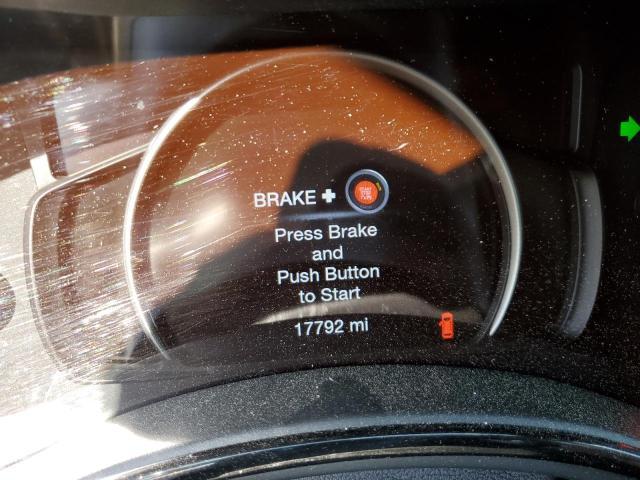 BRAKE +
Press Brake
and
Push Button
to Start
17792 mi